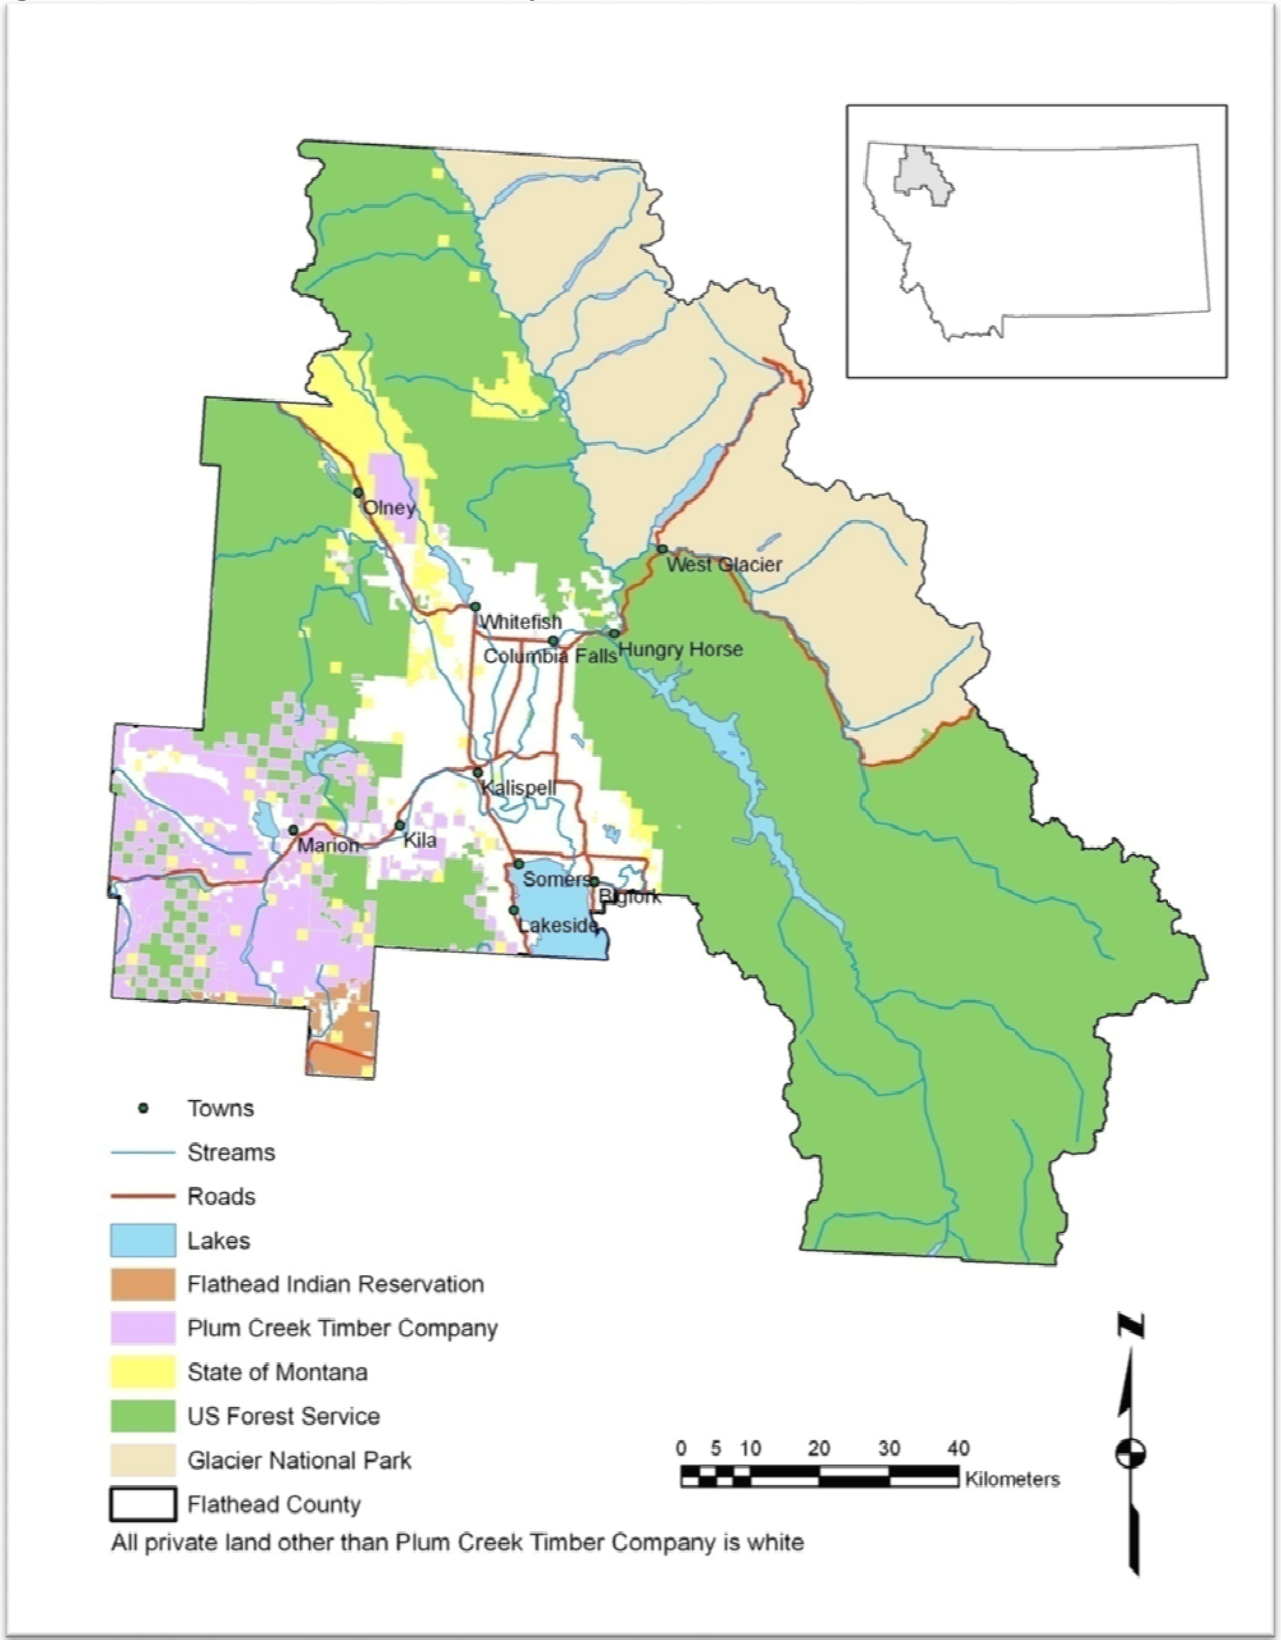 Olney
West Glacier
Whitefish
Columbia Falls
Hungry Horse
Kalispell
Kila
Marion
Somers
Bigfork
Lakeside
Towns
Streams
Roads
Lakes
Flathead Indian Reservation
Plum Creek Timber Company
State of Montana
US Forest Service
Glacier National Park
Flathead County
All private land other than Plum Creek Timber Company is white
0 5 10 20 30 40
Kilometers
N